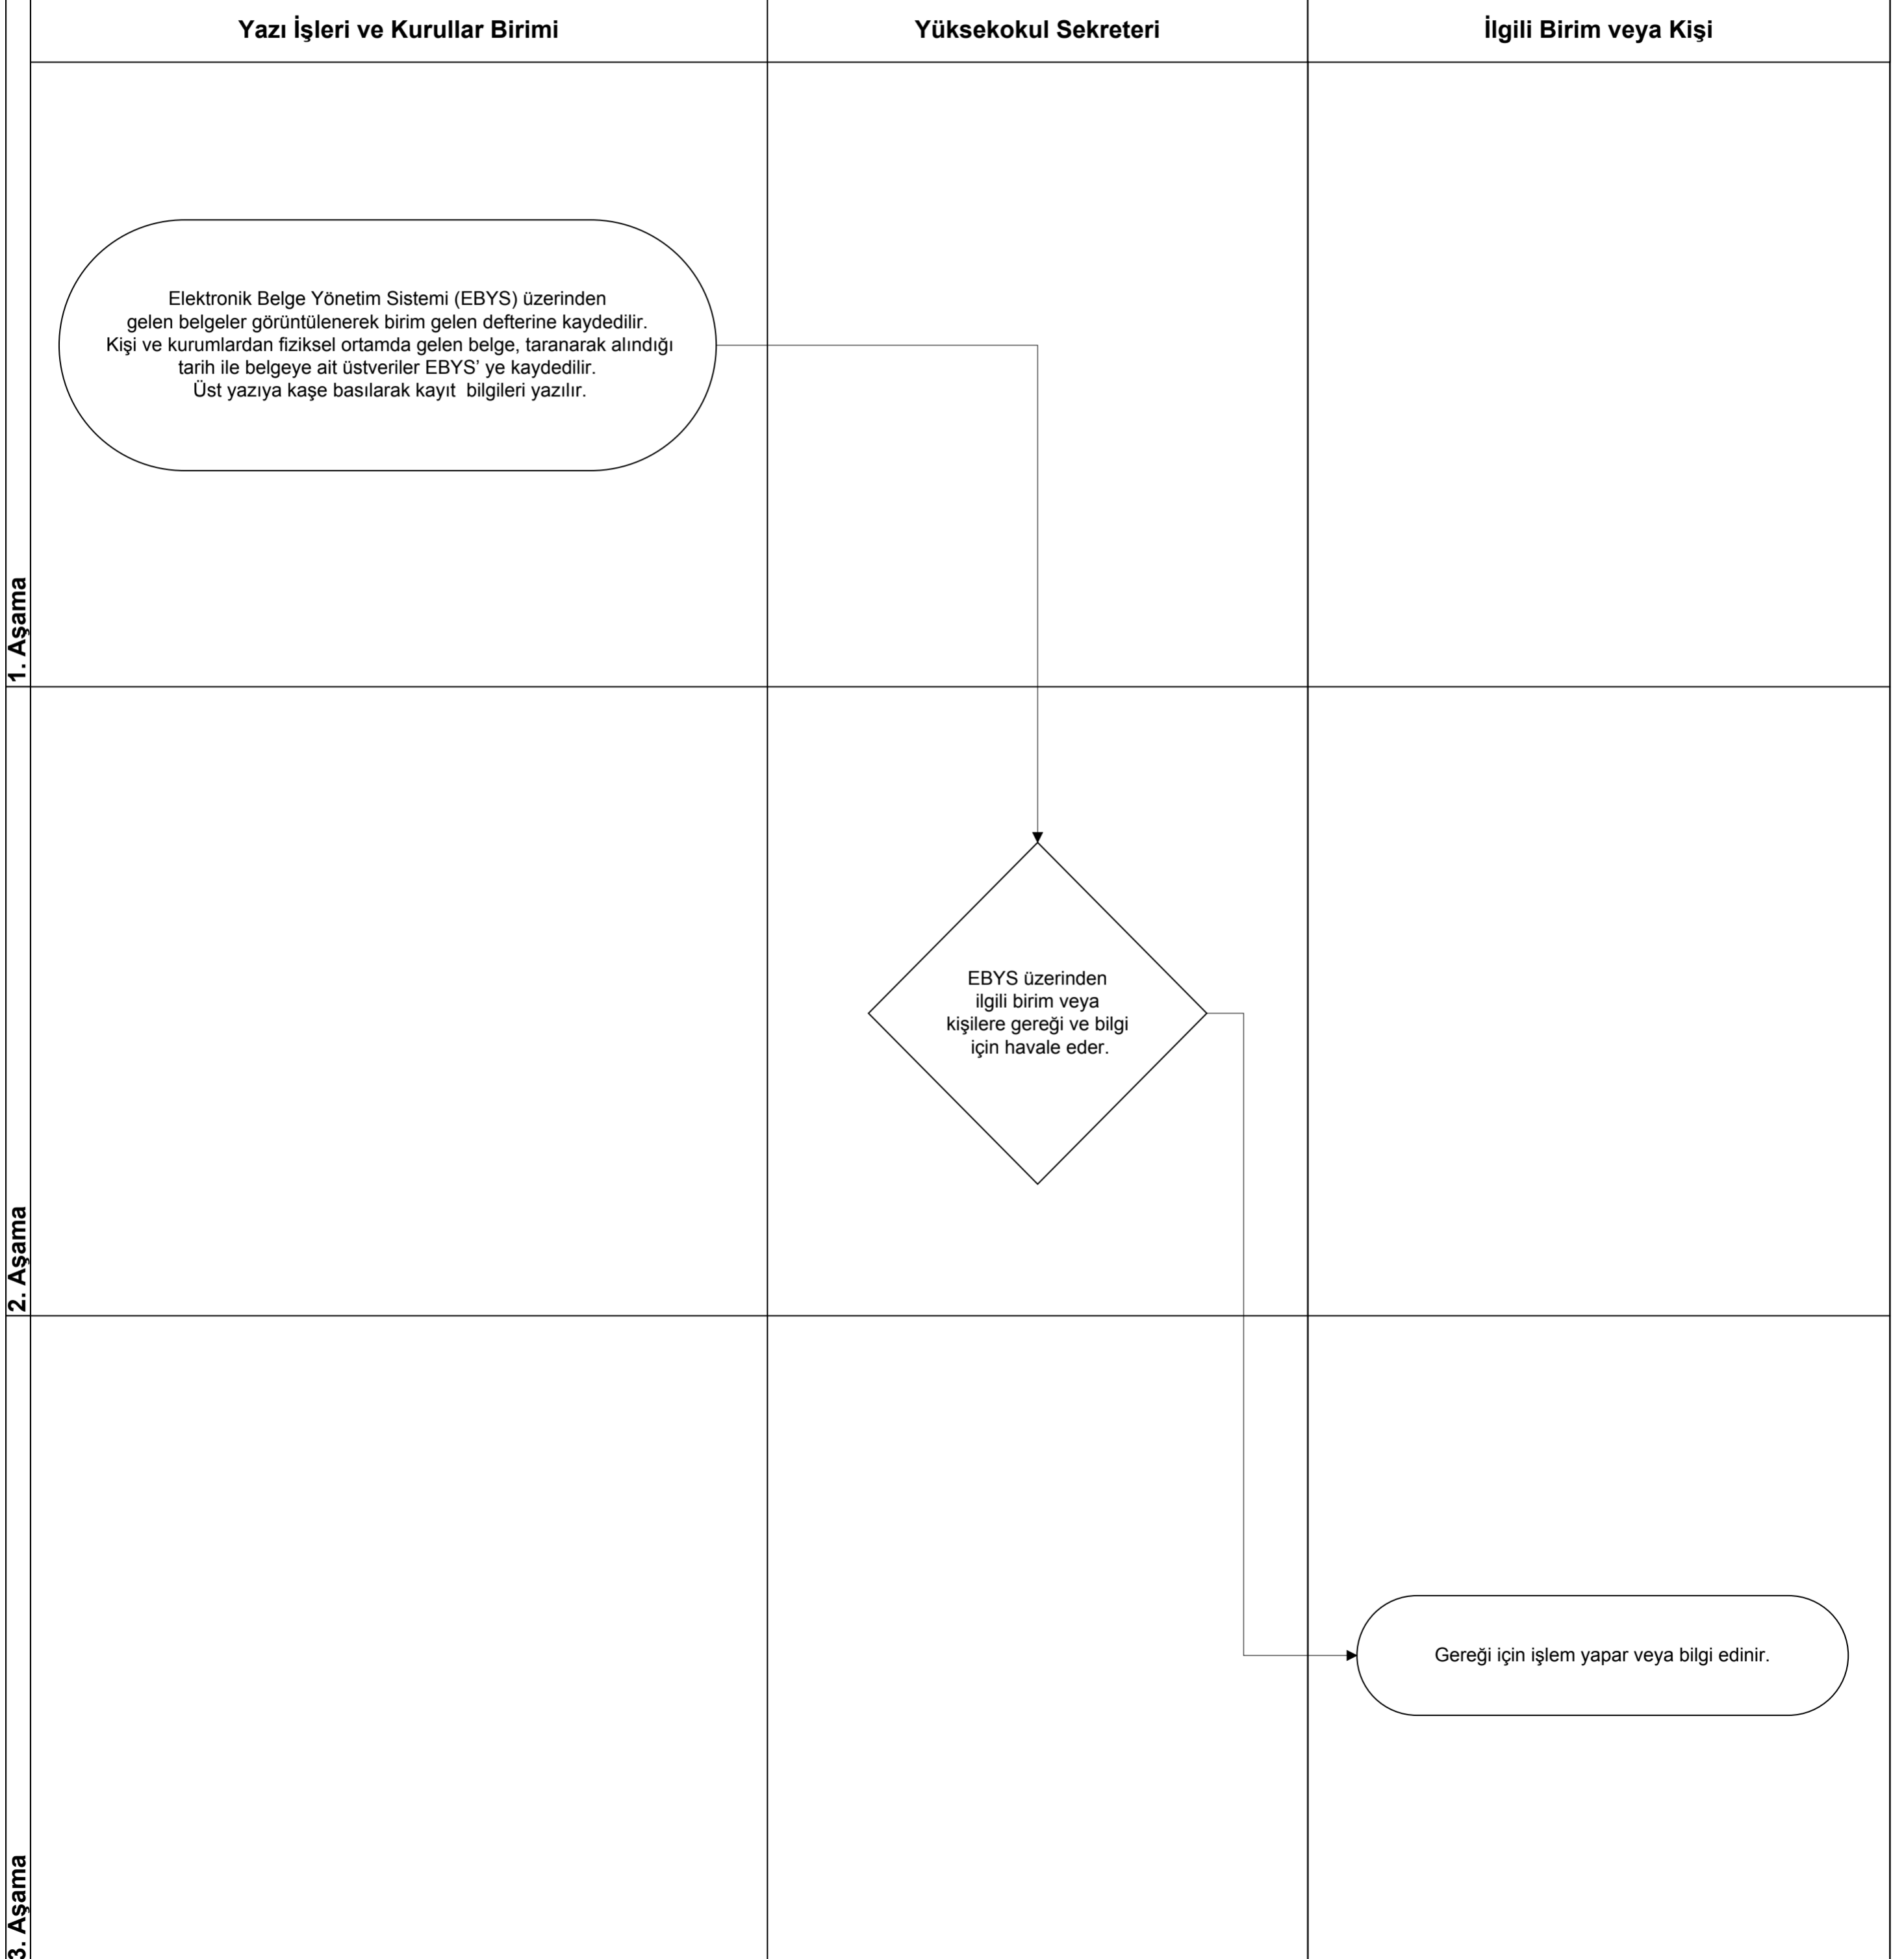 Yazı İşleri ve Kurullar Birimi
Yüksekokul Sekreteri
İlgili Birim veya Kişi
1. Aşama
Elektronik Belge Yönetim Sistemi (EBYS) üzerinden
gelen belgeler görüntülenerek birim gelen defterine kaydedilir.
Kişi ve kurumlardan fiziksel ortamda gelen belge, taranarak alındığı
tarih ile belgeye ait üstveriler EBYS’ ye kaydedilir.
Üst yazıya kaşe basılarak kayıt  bilgileri yazılır.
2. Aşama
EBYS üzerinden
ilgili birim veya
kişilere gereği ve bilgi
için havale eder.
3. Aşama
Gereği için işlem yapar veya bilgi edinir.